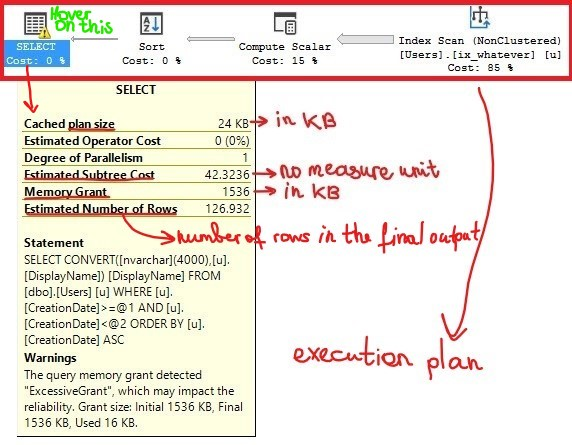 Hover
on this
SELECT
Cost: 0 %
Sort
Cost: 0 %
Compute Scalar
Cost: 15 %
Index Scan (NonClustered)
[Users].[ix_whatever] [u]
Cost: 85 %
SELECT
Cached plan size 24 KB in KB
Estimated Operator Cost 0 (0%)
Degree of Parallelism 1
Estimated Subtree Cost 42.3236 no measure unit
Memory Grant 1536 in KB
Estimated Number of Rows 126.932
number of rows in the final output
Statement
SELECT CONVERT([nvarchar](4000),[u].
[DisplayName]) [DisplayName] FROM
[dbo].[Users] [u] WHERE [u].
[CreationDate]>=@1 AND [u].
[CreationDate]<@2 ORDER BY [u].
[CreationDate] ASC
Warnings
The query memory grant detected
"ExcessiveGrant", which may impact the
reliability. Grant size: Initial 1536 KB, Final
1536 KB, Used 16 KB.
execution plan